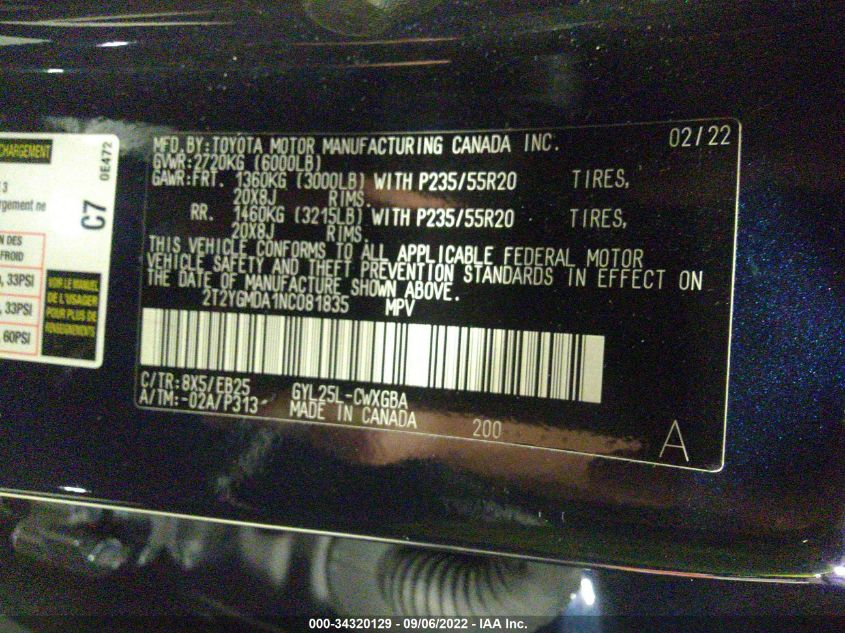 CHARGEMENT
0E472
13
argement ne
C7
N DES
FROID
, 33PSI
, 33PSI
, 60PSI
VOIR LE MANUEL
DE L'USAGER
POUR PLUS DE
RENSEIGNEMENTS
MFD.BY:TOYOTA MOTOR MANUFACTURING CANADA INC. 02/22
GVWR:2720KG (6000LB)
GAWR:FRT. 1360KG (3000LB) WITH P235/55R20 TIRES,
20X8J RIMS.
RR. 1460KG (3215LB) WITH P235/55R20 TIRES,
20X8J RIMS.
THIS VEHICLE CONFORMS TO ALL APPLICABLE FEDERAL MOTOR
VEHICLE SAFETY AND THEFT PREVENTION STANDARDS IN EFFECT ON
THE DATE OF MANUFACTURE SHOWN ABOVE.
2T2YGMDA1NC081835 MPV
C/TR:8X5/EB25 GYL25L-CWXGBA
A/TM:-02A/P313- MADE IN CANADA 200
A
000-34320129 - 09/06/2022 - IAA Inc.